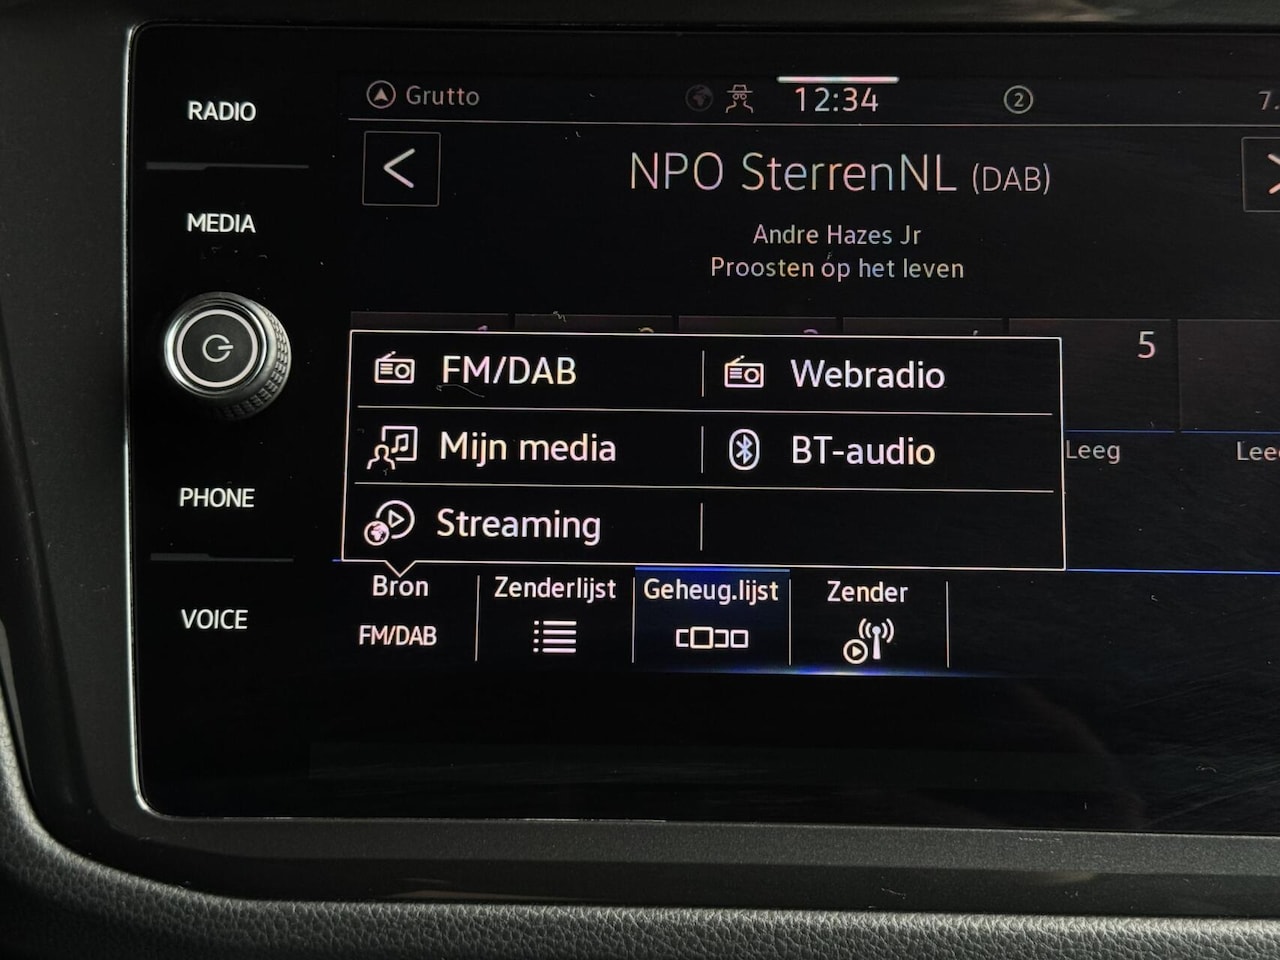 RADIO
MEDIA
PHONE
VOICE
Grutto
12:34
2
7
NPO SterrenNL (DAB)
Andre Hazes Jr
Proosten op het leven
5
Leeg
FM/DAB
Webradio
Mijn media
BT-audio
Streaming
Bron
FM/DAB
Zenderlijst
Geheug.lijst
Zender